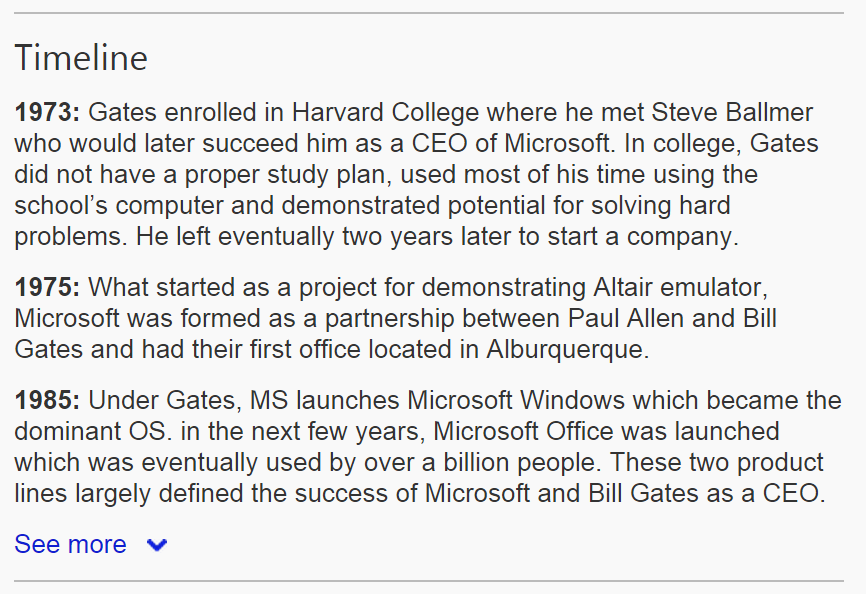 Timeline
1973: Gates enrolled in Harvard College where he met Steve Ballmer
who would later succeed him as a CEO of Microsoft. In college, Gates
did not have a proper study plan, used most of his time using the
school’s computer and demonstrated potential for solving hard
problems. He left eventually two years later to start a company.
1975: What started as a project for demonstrating Altair emulator,
Microsoft was formed as a partnership between Paul Allen and Bill
Gates and had their first office located in Alburquerque.
1985: Under Gates, MS launches Microsoft Windows which became the
dominant OS. in the next few years, Microsoft Office was launched
which was eventually used by over a billion people. These two product
lines largely defined the success of Microsoft and Bill Gates as a CEO.
See more